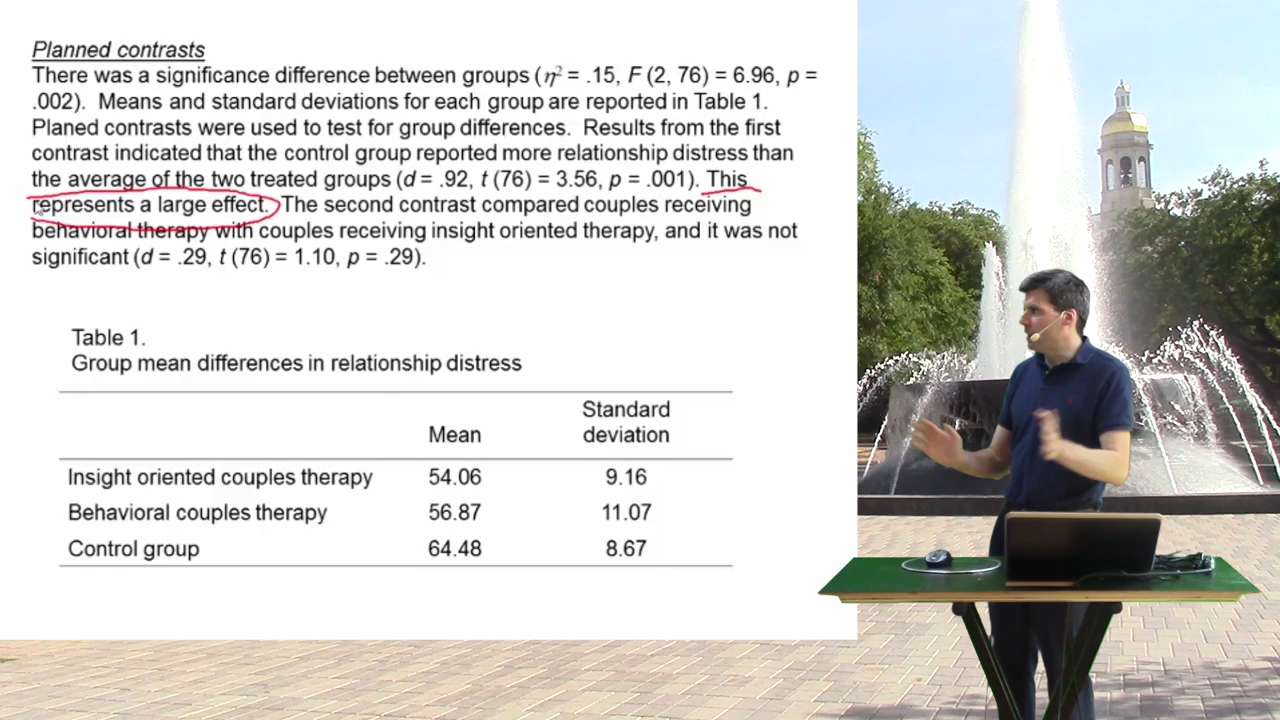 Planned contrasts
There was a significance difference between groups (η² = .15, F (2, 76) = 6.96, p =
.002). Means and standard deviations for each group are reported in Table 1.
Planed contrasts were used to test for group differences. Results from the first
contrast indicated that the control group reported more relationship distress than
the average of the two treated groups (d = .92, t (76) = 3.56, p = .001). This
represents a large effect. The second contrast compared couples receiving
behavioral therapy with couples receiving insight oriented therapy, and it was not
significant (d = .29, t (76) = 1.10, p = .29).
Table 1.
Group mean differences in relationship distress
Standard
Mean deviation
Insight oriented couples therapy 54.06 9.16
Behavioral couples therapy 56.87 11.07
Control group 64.48 8.67